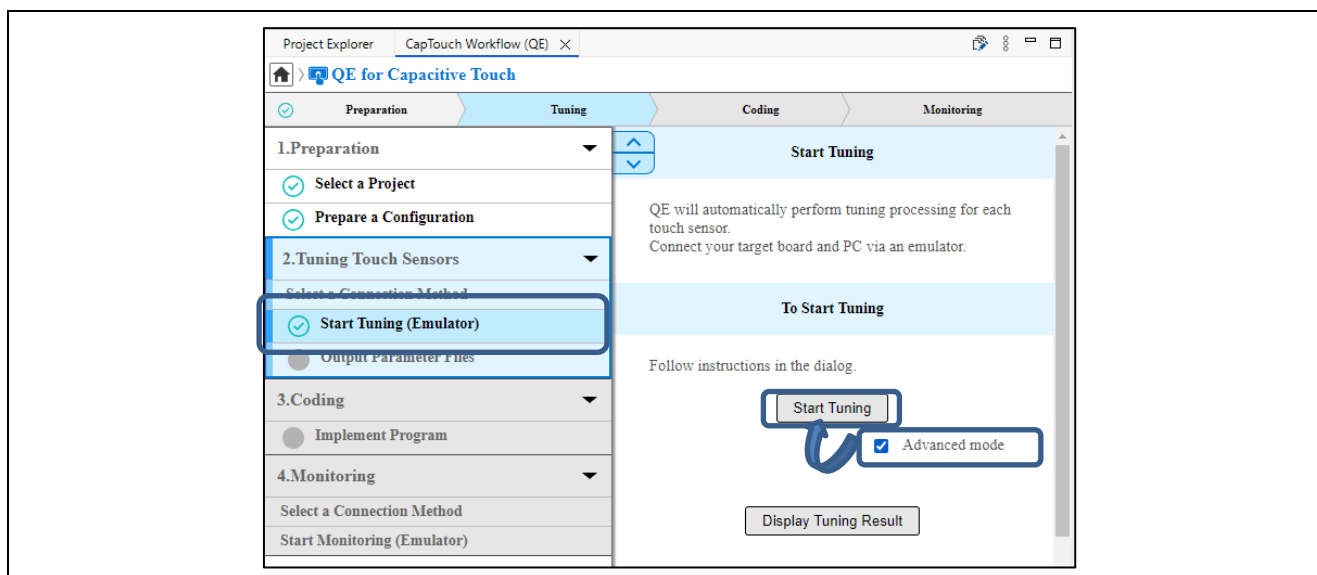 Project Explorer
CapTouch Workflow (QE)
QE for Capacitive Touch
Preparation
Tuning
Coding
Monitoring
1.Preparation
Select a Project
Prepare a Configuration
2.Tuning Touch Sensors
Select a Connection Method
Start Tuning (Emulator)
Output Parameter Files
3.Coding
Implement Program
4.Monitoring
Select a Connection Method
Start Monitoring (Emulator)
Start Tuning
QE will automatically perform tuning processing for each
touch sensor.
Connect your target board and PC via an emulator.
To Start Tuning
Follow instructions in the dialog.
Start Tuning
Advanced mode
Display Tuning Result